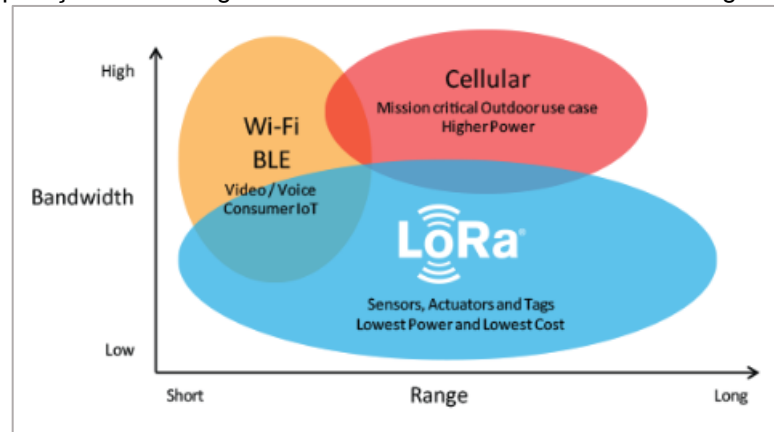 High
Bandwidth
Low
Wi-Fi
BLE
Video / Voice
Consumer IoT
Cellular
Mission critical Outdoor use case
Higher Power
LoRa®
Sensors, Actuators and Tags
Lowest Power and Lowest Cost
Short
Range
Long